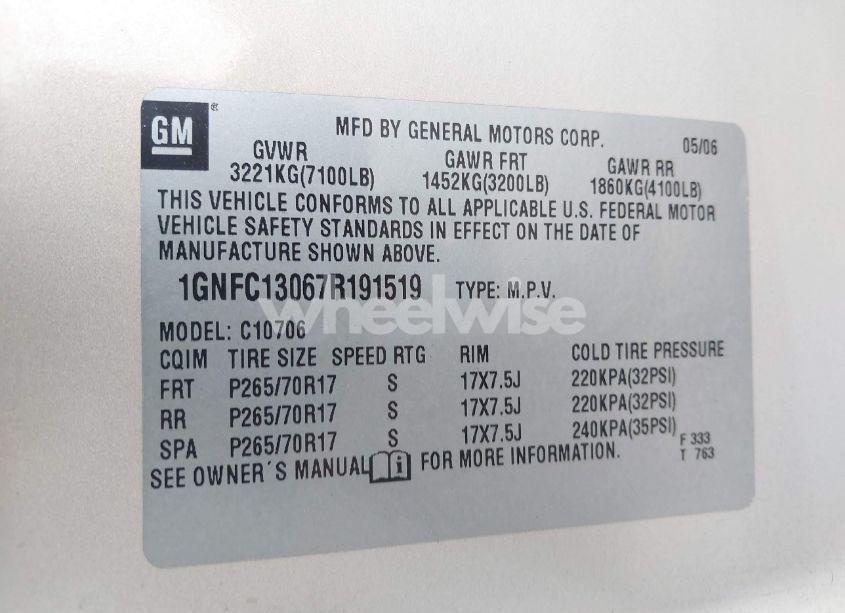 GM ®
MFD BY GENERAL MOTORS CORP. 05/06
GVWR GAWR FRT GAWR RR
3221KG(7100LB) 1452KG(3200LB) 1860KG(4100LB)
THIS VEHICLE CONFORMS TO ALL APPLICABLE U.S. FEDERAL MOTOR
VEHICLE SAFETY STANDARDS IN EFFECT ON THE DATE OF
MANUFACTURE SHOWN ABOVE.
1GNFC13067R191519 TYPE: M.P.V.
wheelwise
MODEL: C10706
CQIM TIRE SIZE SPEED RTG RIM COLD TIRE PRESSURE
FRT P265/70R17 S 17X7.5J 220KPA(32PSI)
RR P265/70R17 S 17X7.5J 220KPA(32PSI)
SPA P265/70R17 S 17X7.5J 240KPA(35PSI)
F 333
T 763
SEE OWNER'S MANUAL i FOR MORE INFORMATION.